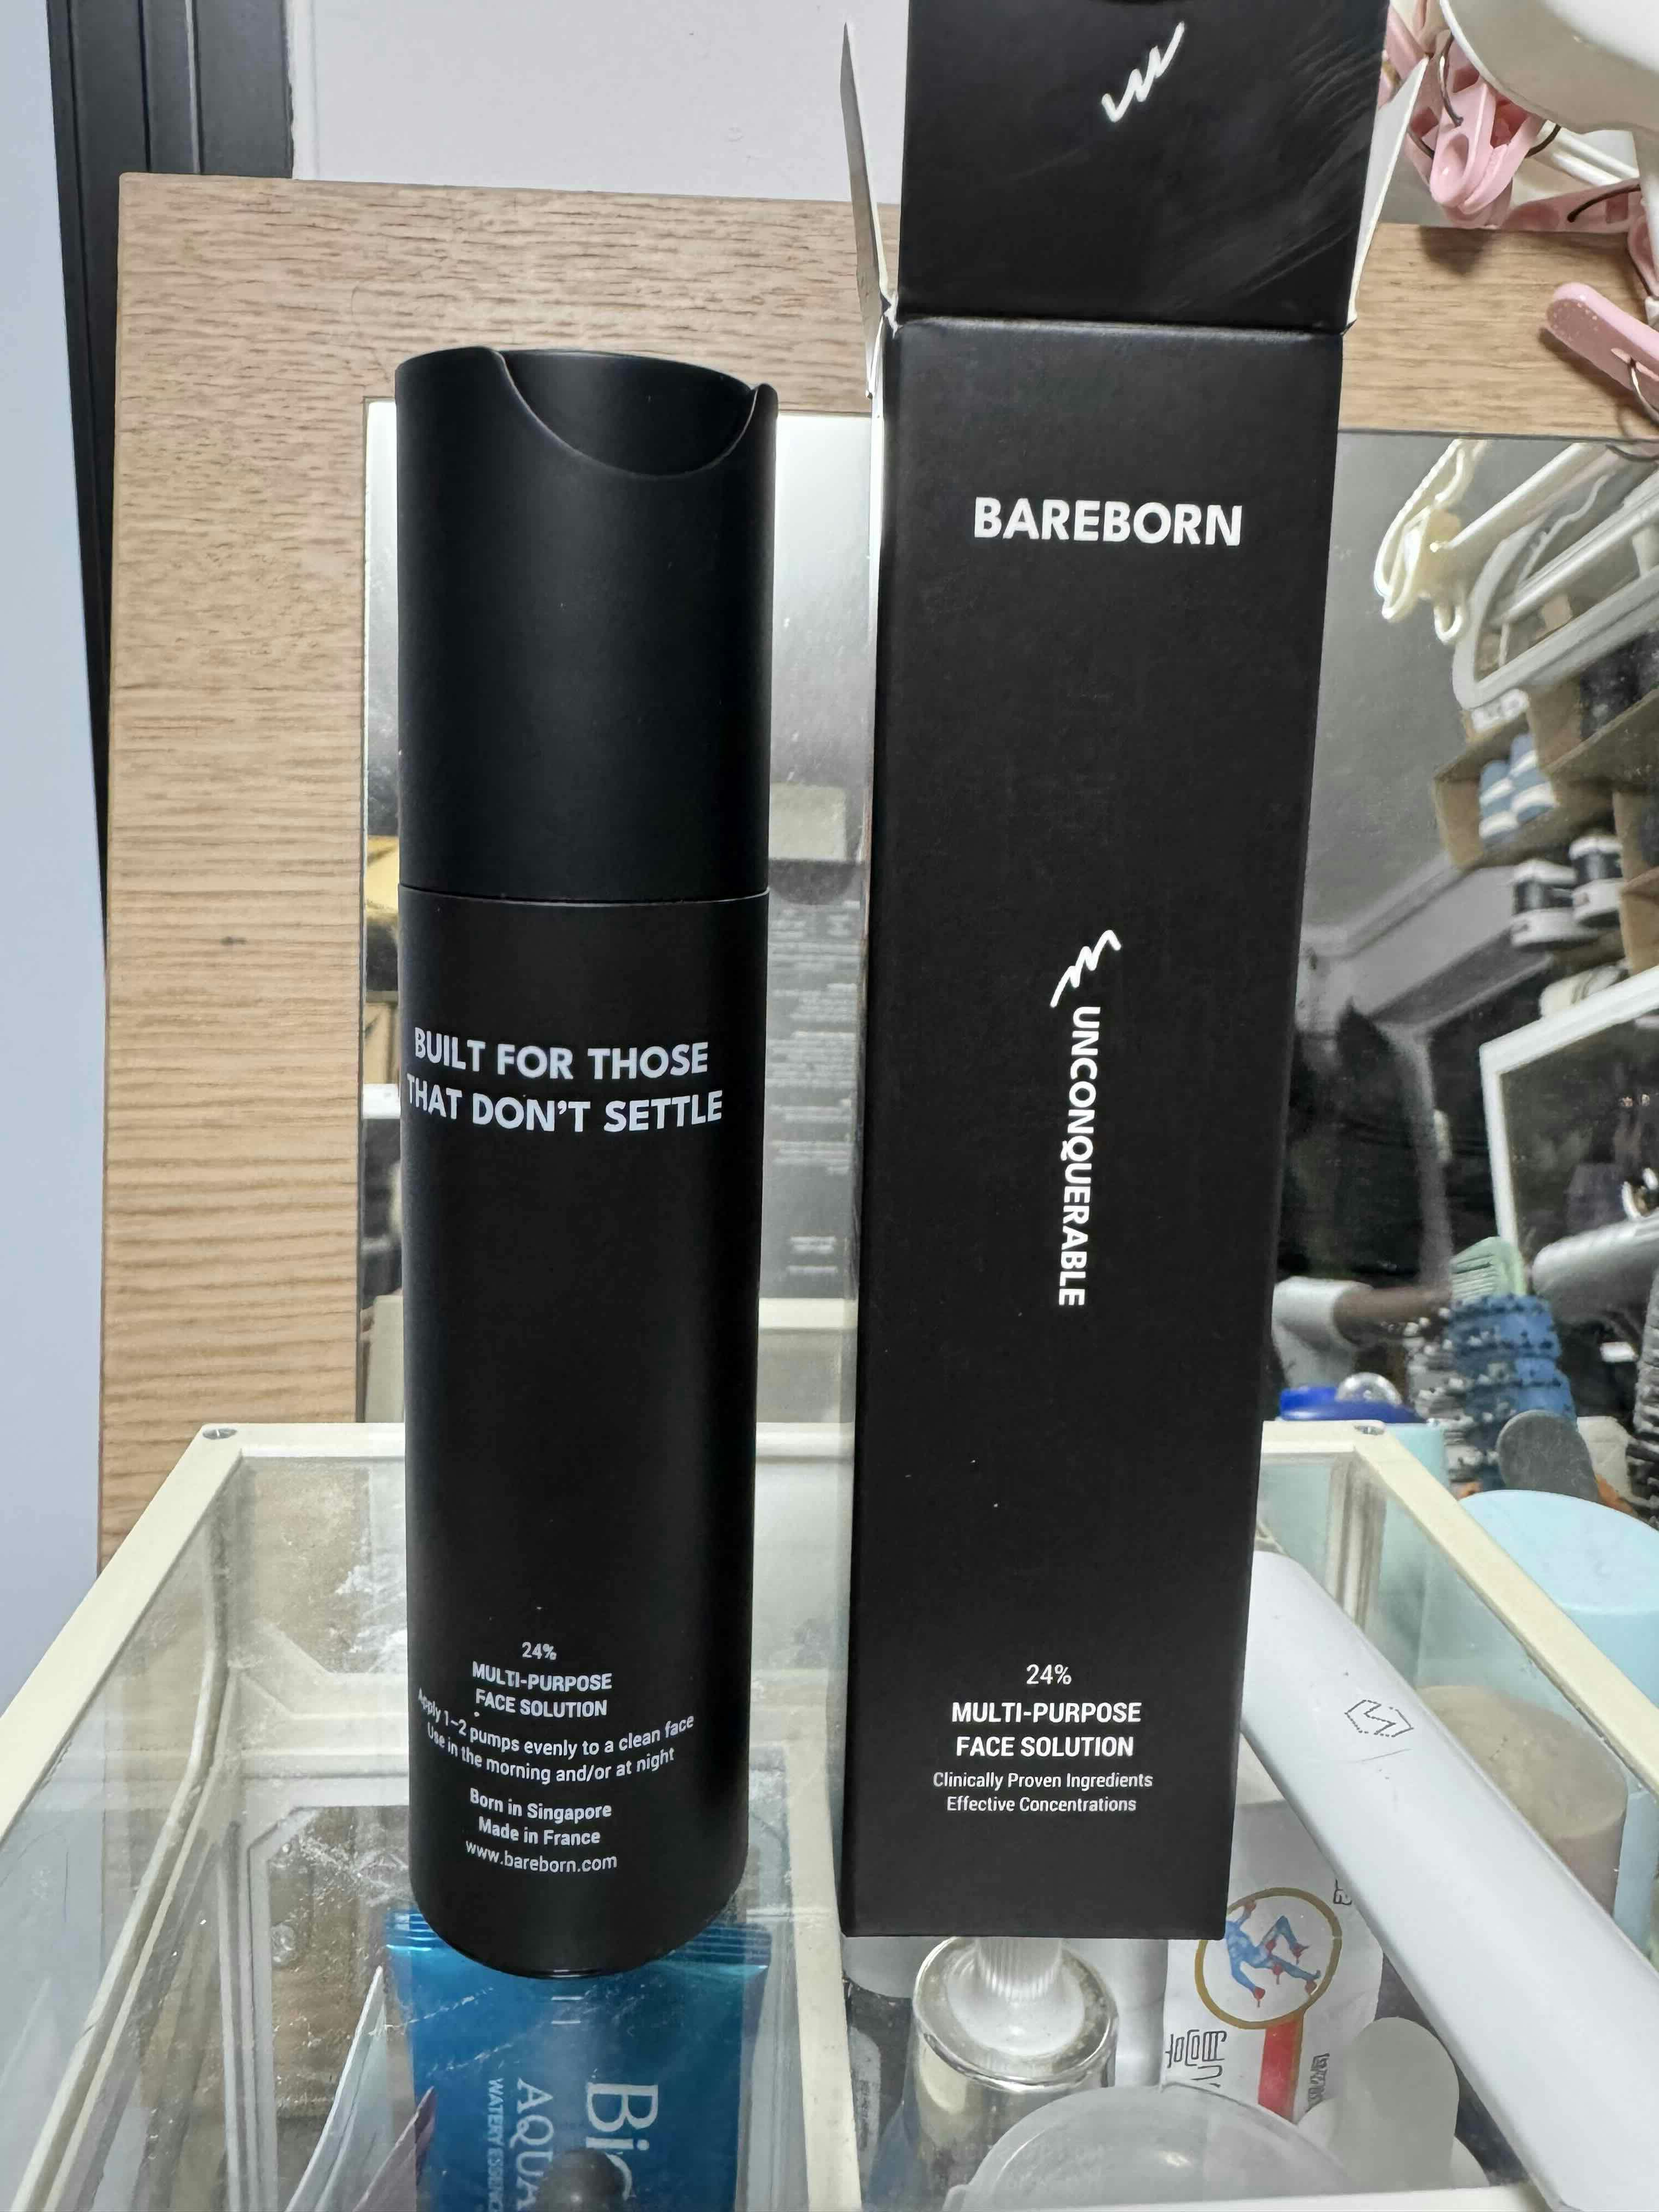 BUILT FOR THOSE
THAT DON'T SETTLE
24%
MULTI-PURPOSE
FACE SOLUTION
Apply 1-2 pumps evenly to a clean face
Use in the morning and/or at night
Born in Singapore
Made in France
www.bareborn.com
BAREBORN
UNCONQUERABLE
24%
MULTI-PURPOSE
FACE SOLUTION
Clinically Proven Ingredients
Effective Concentrations
AQUA
WATERY